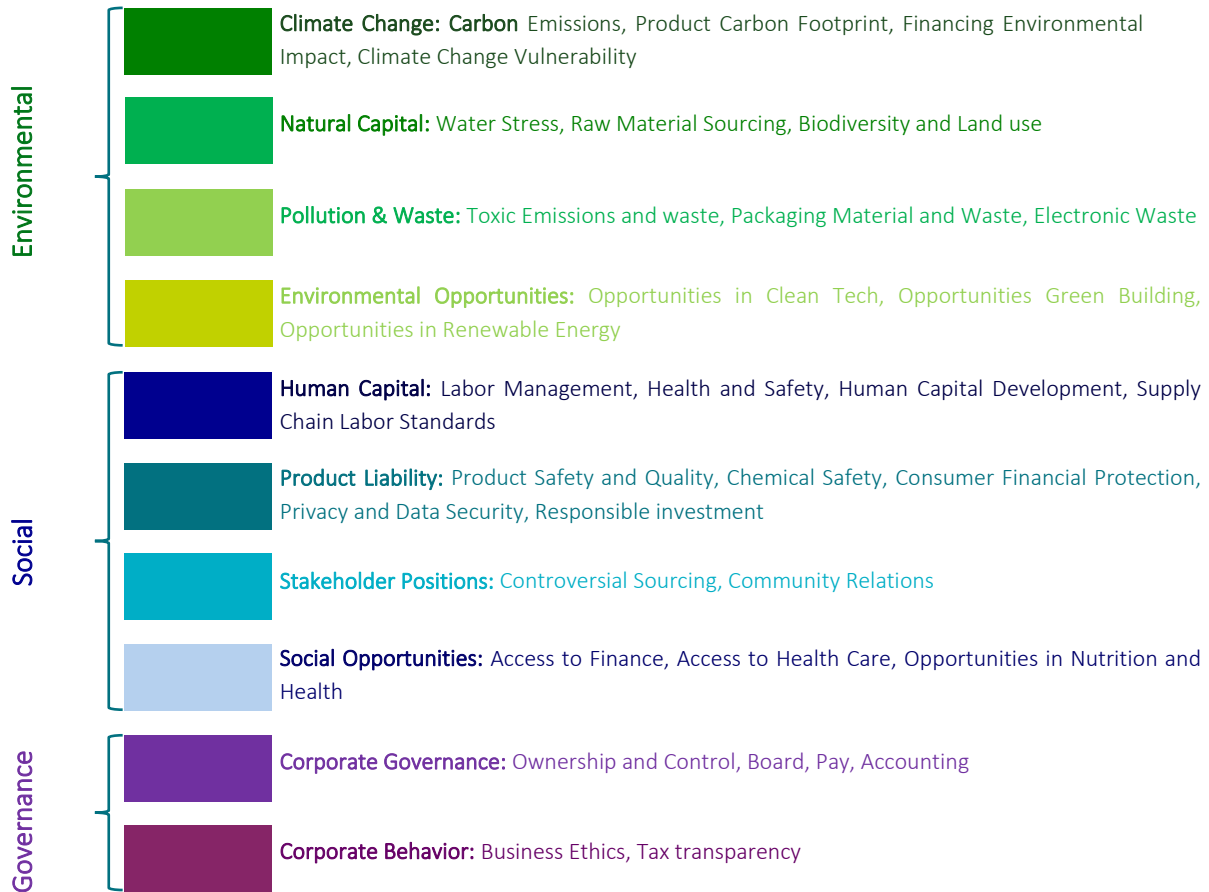 Environmental
Climate Change: Carbon Emissions, Product Carbon Footprint, Financing Environmental
Impact, Climate Change Vulnerability
Natural Capital: Water Stress, Raw Material Sourcing, Biodiversity and Land use
Pollution & Waste: Toxic Emissions and waste, Packaging Material and Waste, Electronic Waste
Environmental Opportunities: Opportunities in Clean Tech, Opportunities Green Building,
Opportunities in Renewable Energy
Social
Human Capital: Labor Management, Health and Safety, Human Capital Development, Supply
Chain Labor Standards
Product Liability: Product Safety and Quality, Chemical Safety, Consumer Financial Protection,
Privacy and Data Security, Responsible investment
Stakeholder Positions: Controversial Sourcing, Community Relations
Social Opportunities: Access to Finance, Access to Health Care, Opportunities in Nutrition and
Health
Governance
Corporate Governance: Ownership and Control, Board, Pay, Accounting
Corporate Behavior: Business Ethics, Tax transparency